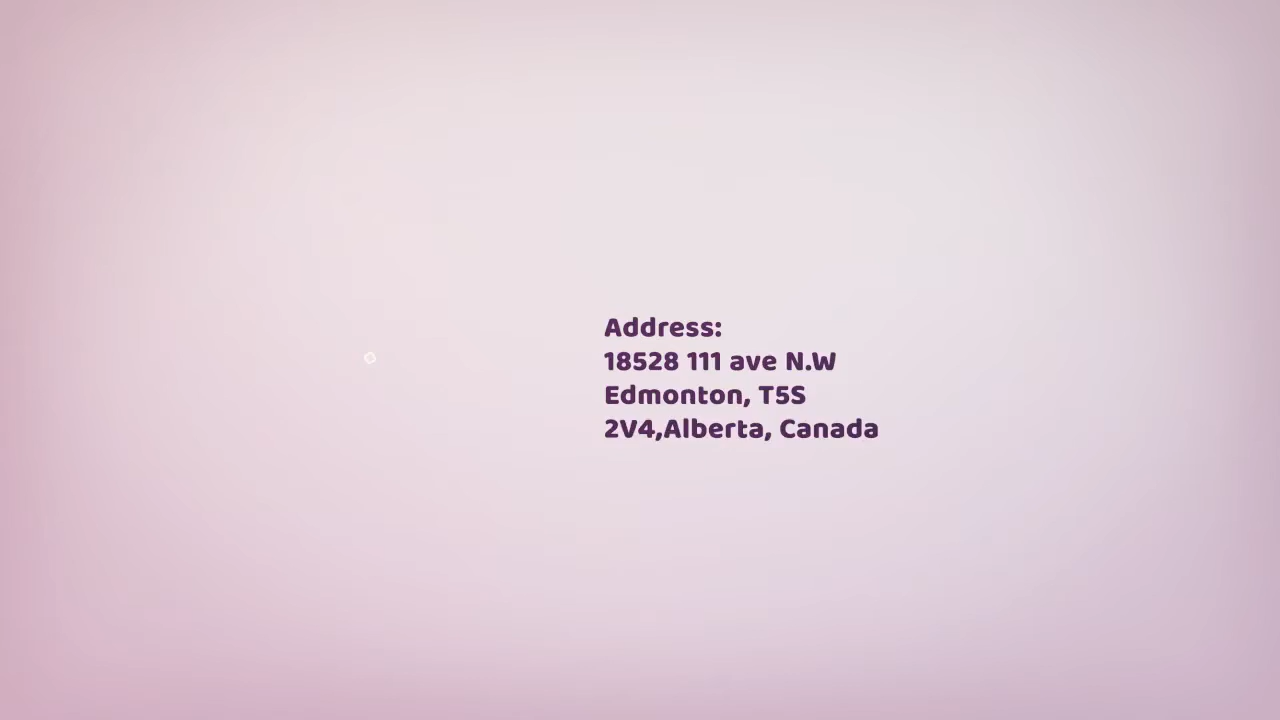 Address:
18528 111 ave N.W
Edmonton, T5S
2V4,Alberta, Canada